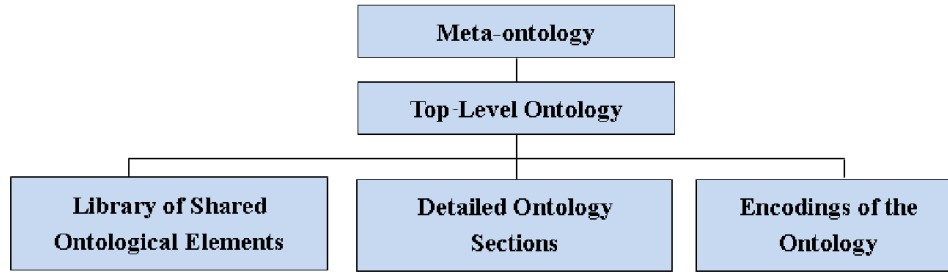 Meta-ontology
Top-Level Ontology
Library of Shared
Ontological Elements
Detailed Ontology
Sections
Encodings of the
Ontology